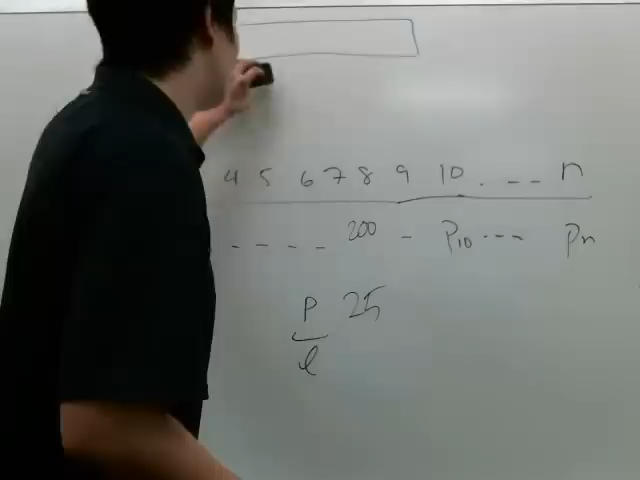 4 5 6 7 8 9 10 . - - - n
- - - - 200 - P10 - - - Pn
P 25
l